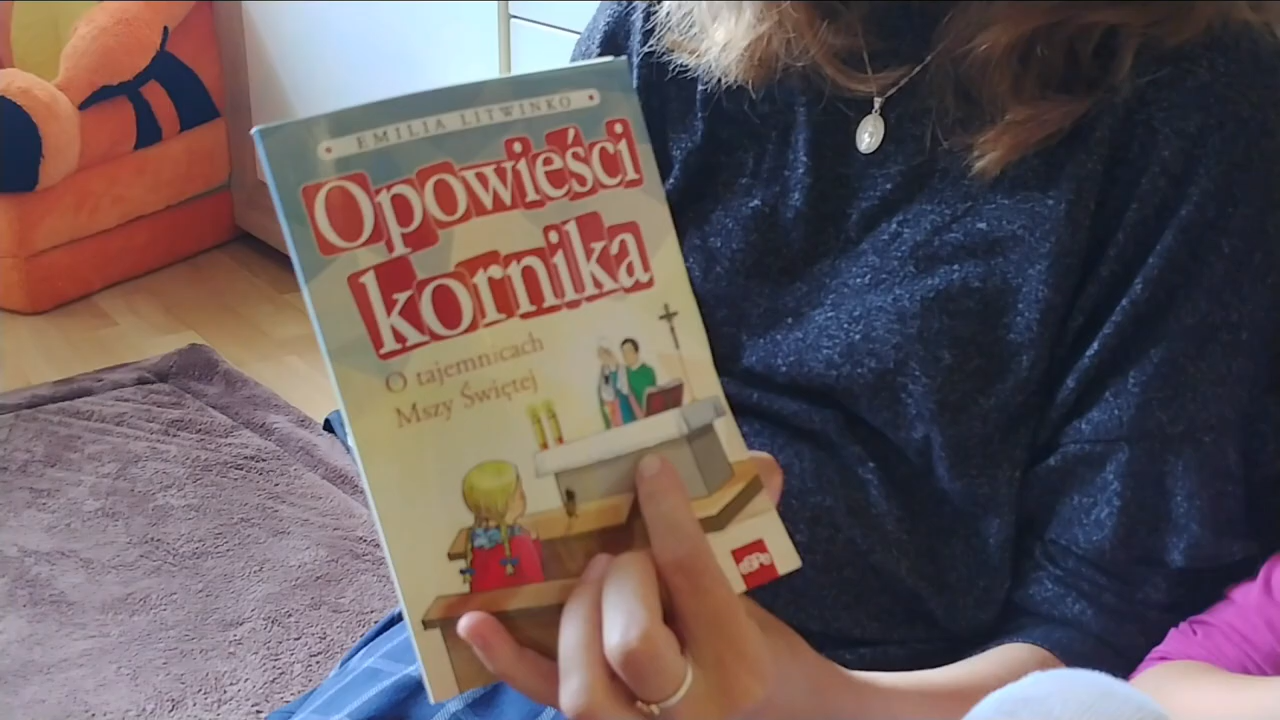 EMILIA LITWINKO
Opowieści
kornika
O tajemnicach
Mszy Świętej